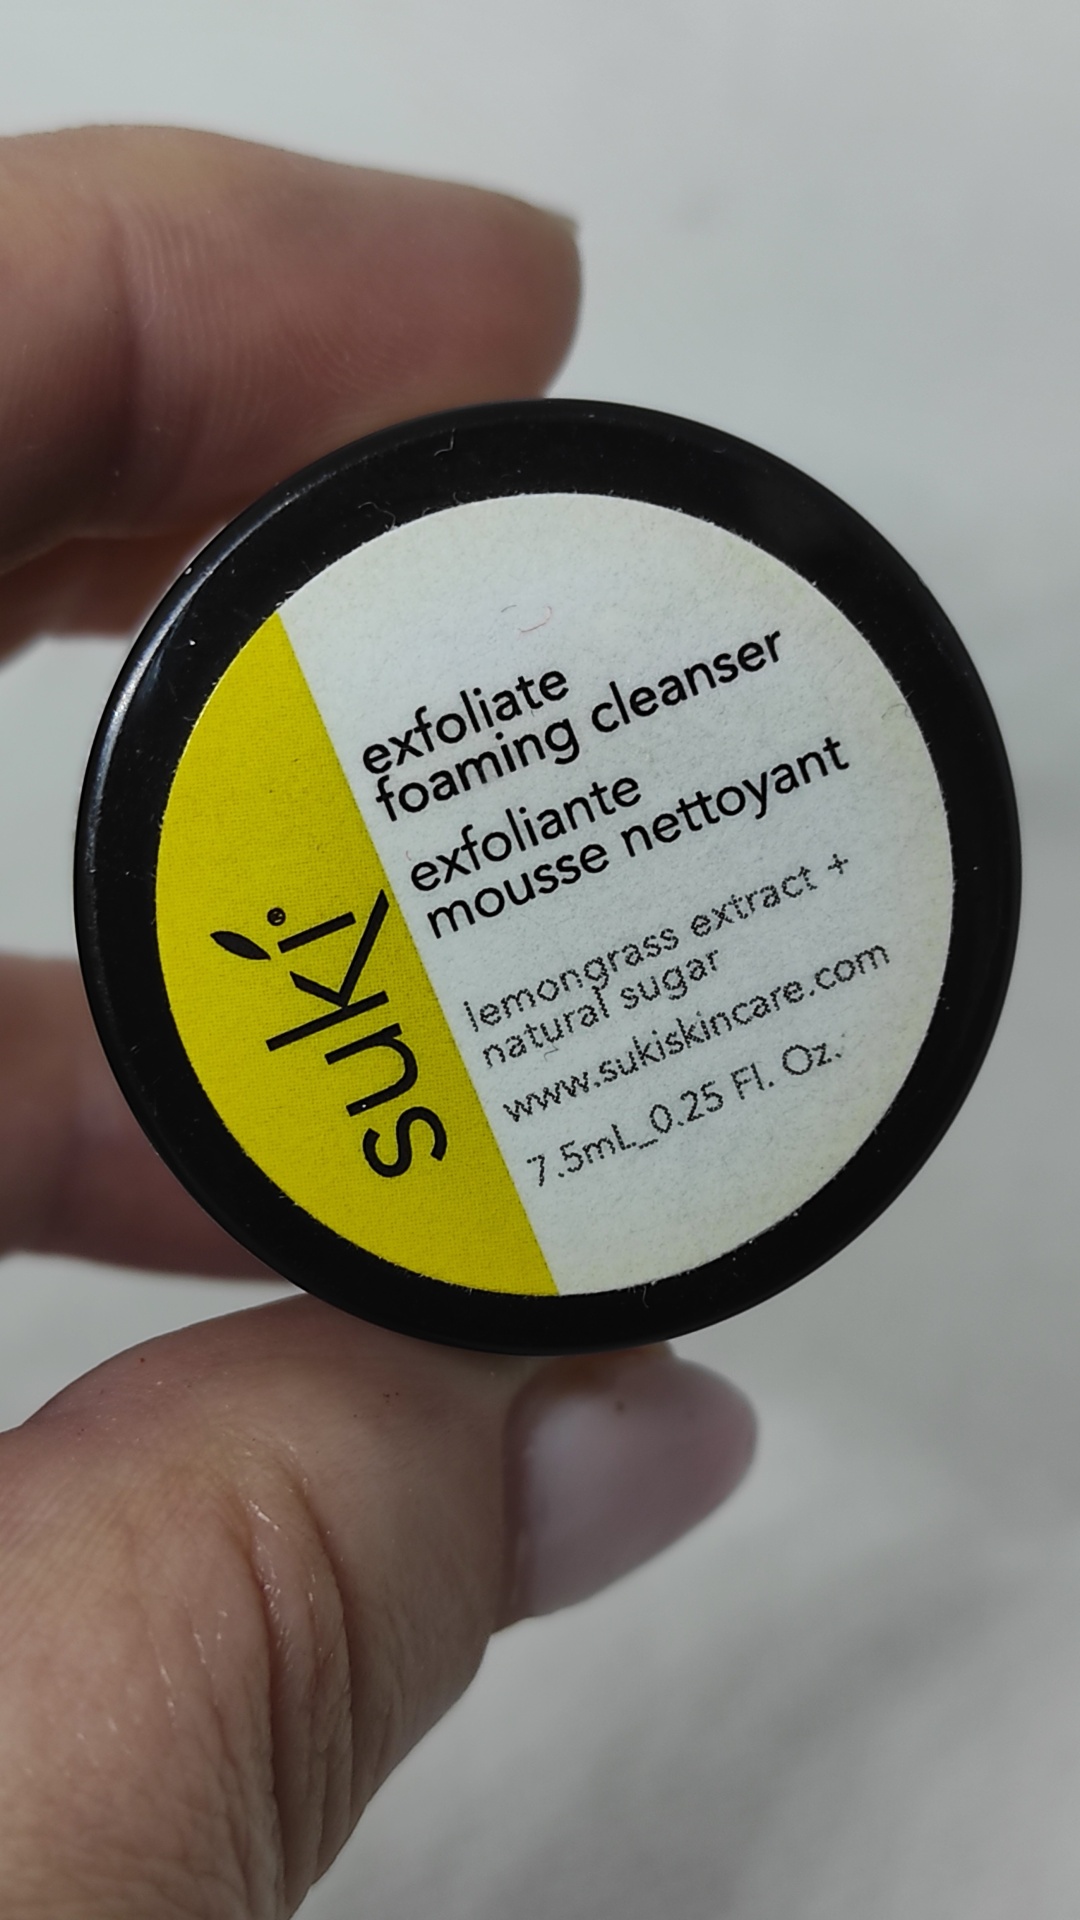 suki®
exfoliate
foaming cleanser
exfoliante
mousse nettoyant
lemongrass extract +
natural sugar
www.sukiskincare.com
7.5mL_0.25 Fl. Oz.